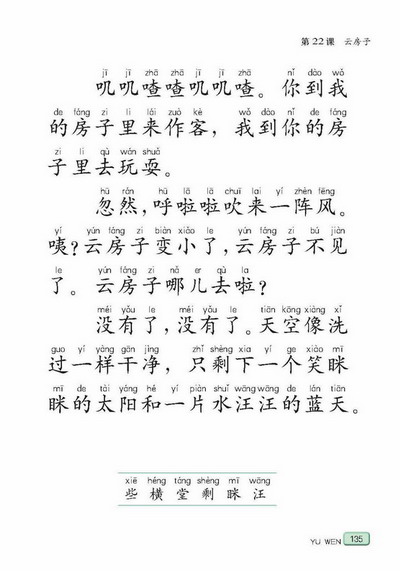 第22课 云房子
jī jī zhā zhā jī jī zhā nǐ dào wǒ
叽叽喳喳叽叽喳。你到我
de fáng zi lǐ lái zuò kè wǒ dào nǐ de fáng
的房子里来作客，我到你的房
zi lǐ qù wán shuǎ
子里去玩耍。
hū rán hū lā lā chuī lai yí zhèn fēng
忽然，呼啦啦吹来一阵风。
yí yún fáng zi biàn xiǎo le yún fáng zi bú jiàn
咦？云房子变小了，云房子不见
le yún fáng zi nǎ er qù la
了。云房子哪儿去啦？
méi yǒu le méi yǒu le tiān kōng xiàng xǐ
没有了，没有了。天空像洗
guo yí yàng gān jìng zhǐ shèng xia yí ge xiào mī
过一样干净，只剩下一个笑眯
mī de tài yáng hé yí piàn shuǐ wāng wāng de lán tiān
眯的太阳和一片水汪汪的蓝天。
xiē héng táng shèng mī wāng
些横堂剩眯汪
YU WEN 135